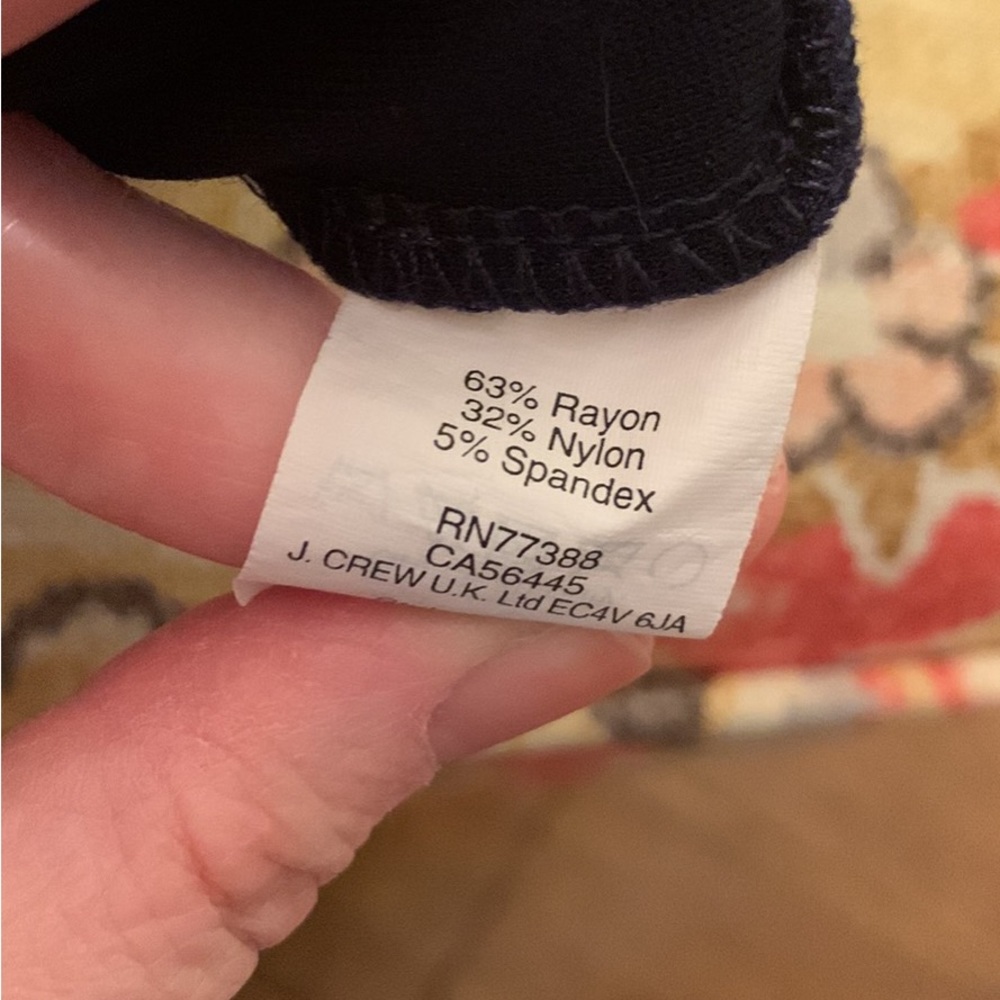 63% Rayon
32% Nylon
5% Spandex
RN77388
CA56445
J. CREW U.K. Ltd EC4V 6JA